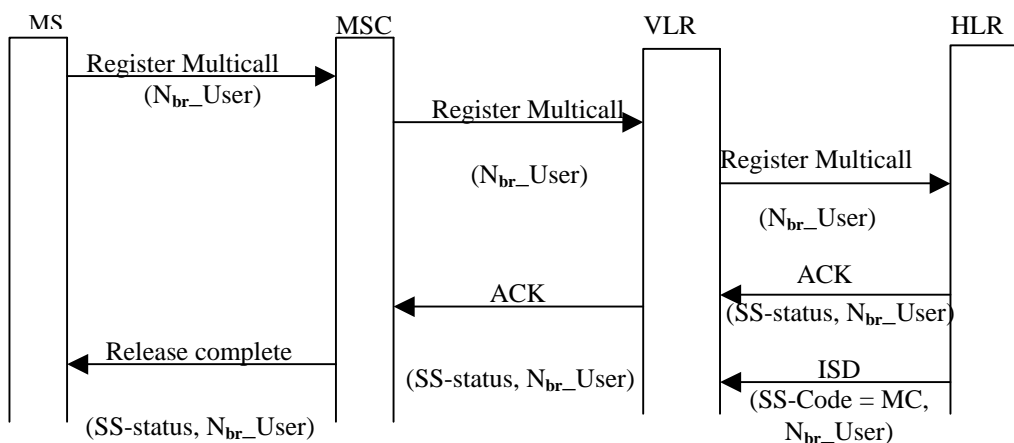 MS
MSC
VLR
HLR
Register Multicall
(Nbr_User)
Register Multicall
(Nbr_User)
Register Multicall
(Nbr_User)
ACK
(SS-status, Nbr_User)
ACK
(SS-status, Nbr_User)
Release complete
(SS-status, Nbr_User)
ISD
(SS-Code = MC,
Nbr_User)